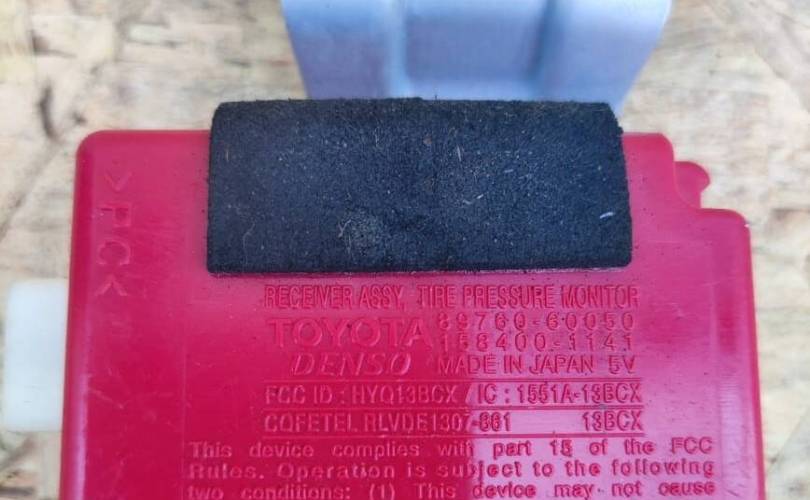 >PC<
RECEIVER ASSY, TIRE PRESSURE MONITOR
TOYOTA 89760-60050
158400-1141
DENSO MADE IN JAPAN 5V
FCC ID : HYQ13BCX / IC : 1551A-13BCX
COFETEL RLVDE1307-861 13BCX
This device complies with part 15 of the FCC
Rules. Operation is subject to the following
two conditions: (1) This device may not cause